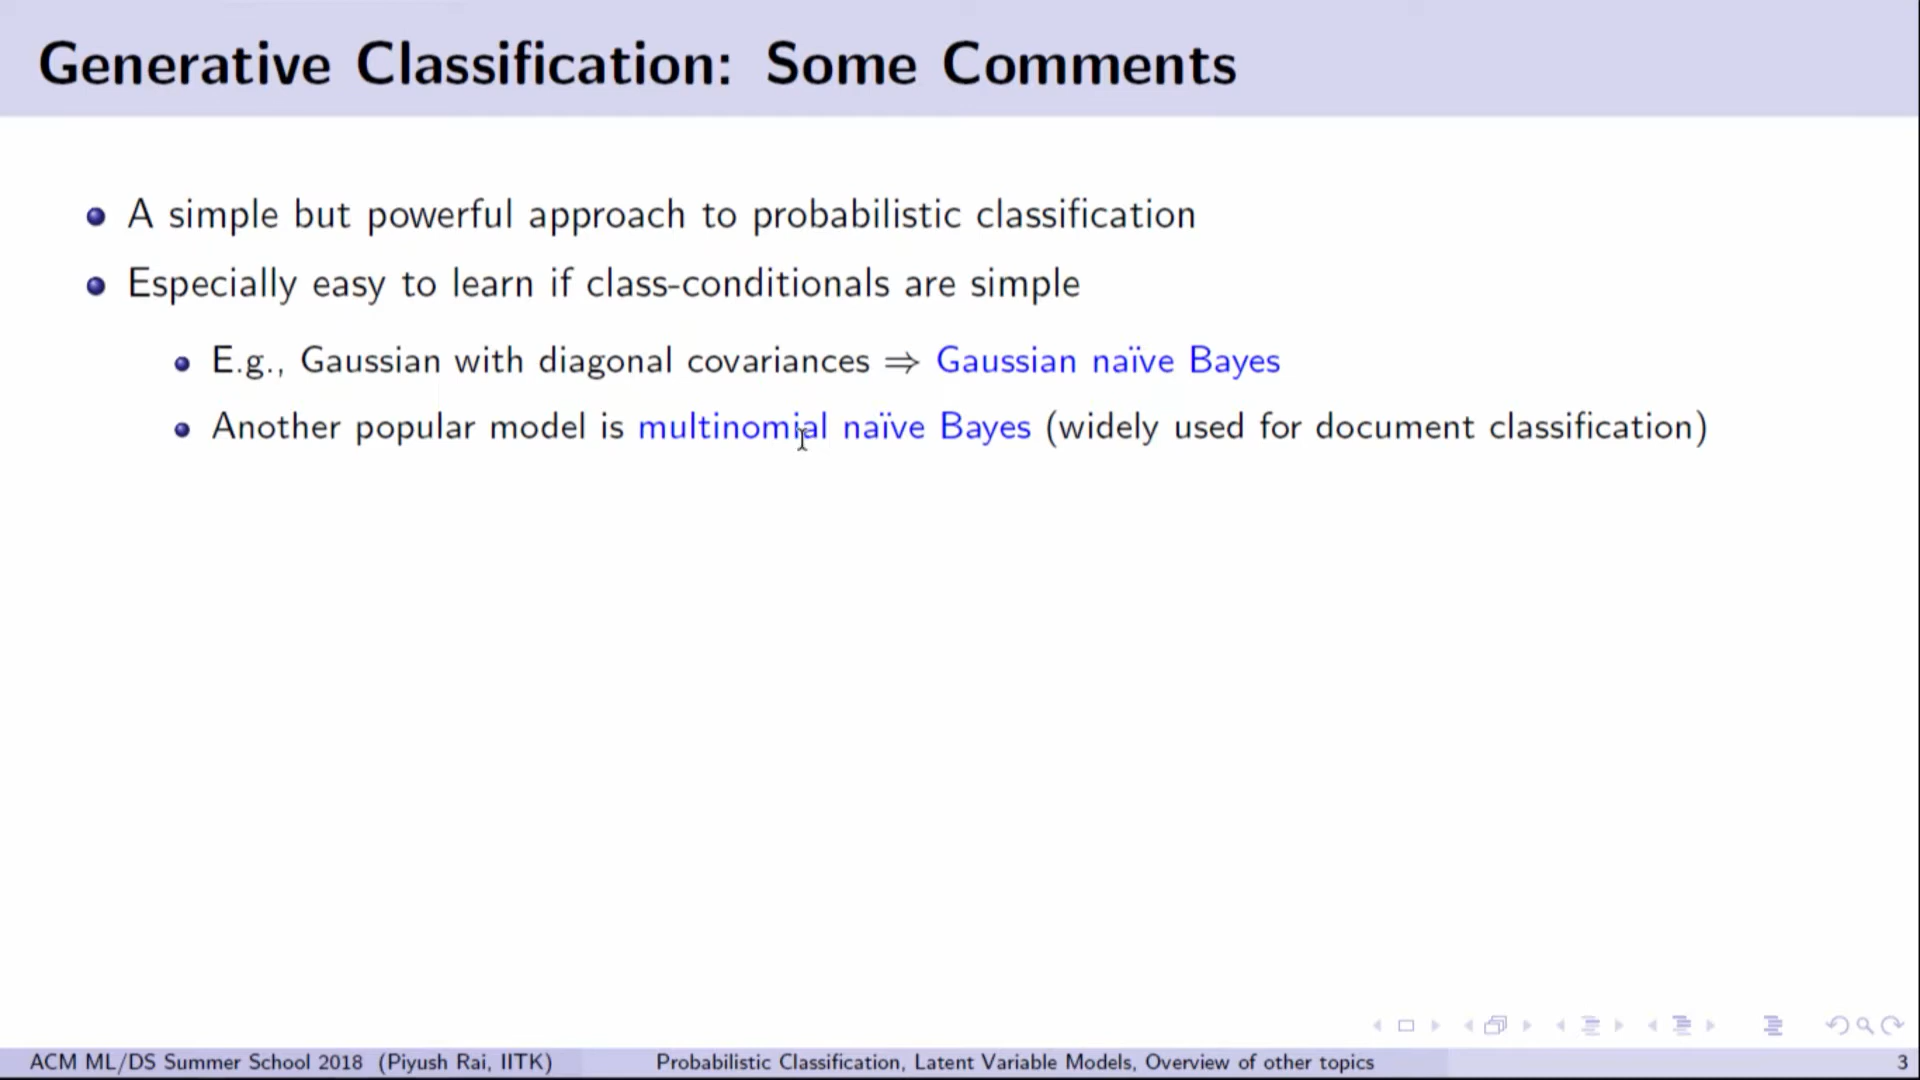 Generative Classification: Some Comments
A simple but powerful approach to probabilistic classification
Especially easy to learn if class-conditionals are simple
E.g., Gaussian with diagonal covariances ⇒ Gaussian naïve Bayes
Another popular model is multinomial naïve Bayes (widely used for document classification)
ACM ML/DS Summer School 2018 (Piyush Rai, IITK) Probabilistic Classification, Latent Variable Models, Overview of other topics 3